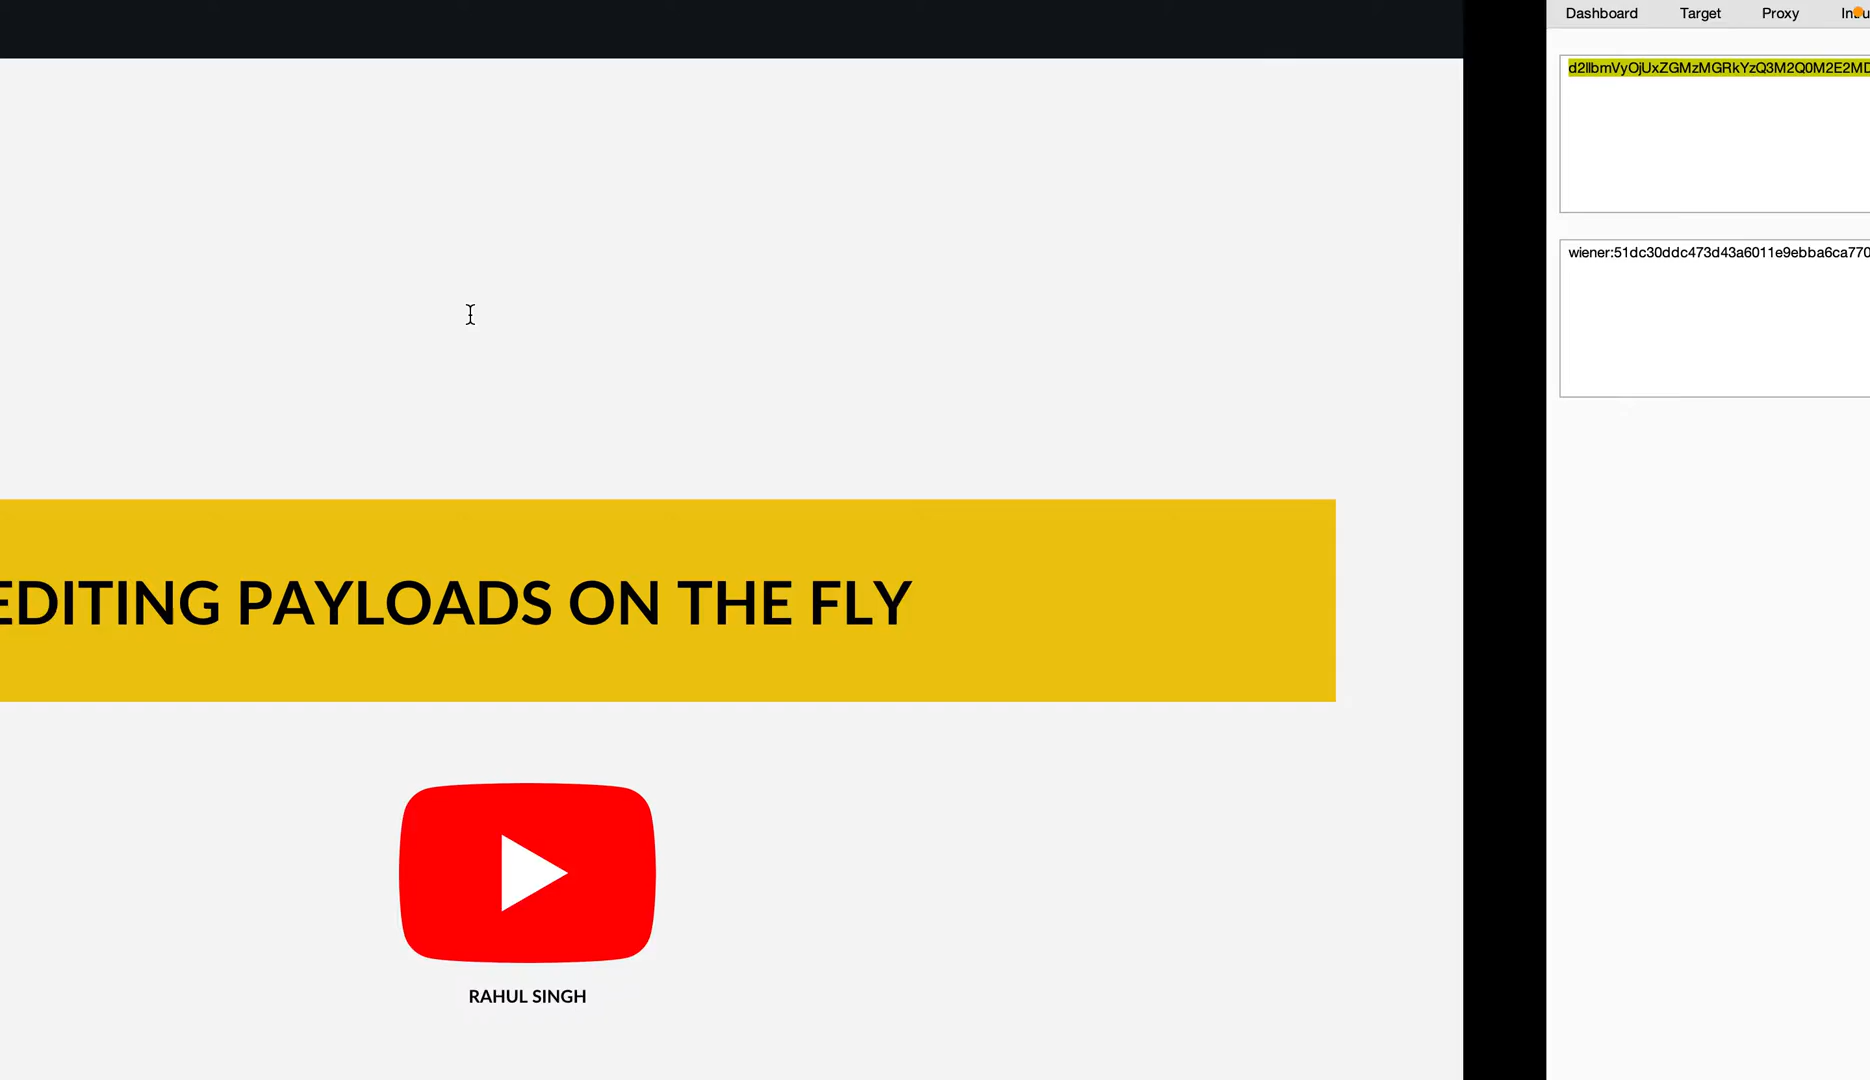 Dashboard Target Proxy
d2llbmVyOjUxZGMzMGRkYzQ3M2Q0M2E2MD
wiener:51dc30ddc473d43a6011e9ebba6ca770
EDITING PAYLOADS ON THE FLY
RAHUL SINGH